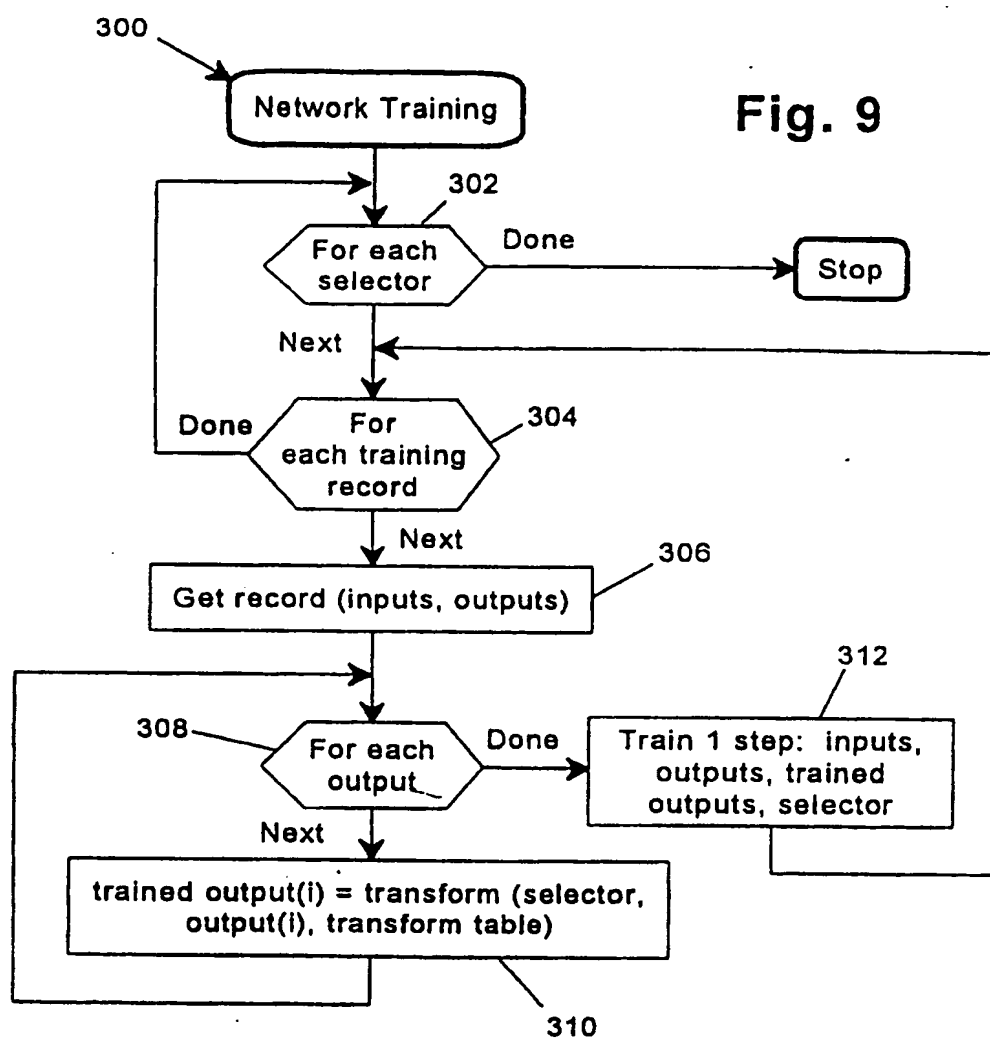 300
Network Training
Fig. 9
302
For each
selector
Done
Stop
Next
Done
For
each training
record
304
Next
306
Get record (inputs, outputs)
312
308
For each
output
Done
Train 1 step: inputs,
outputs, trained
outputs, selector
Next
trained output(i) = transform (selector,
output(i), transform table)
310